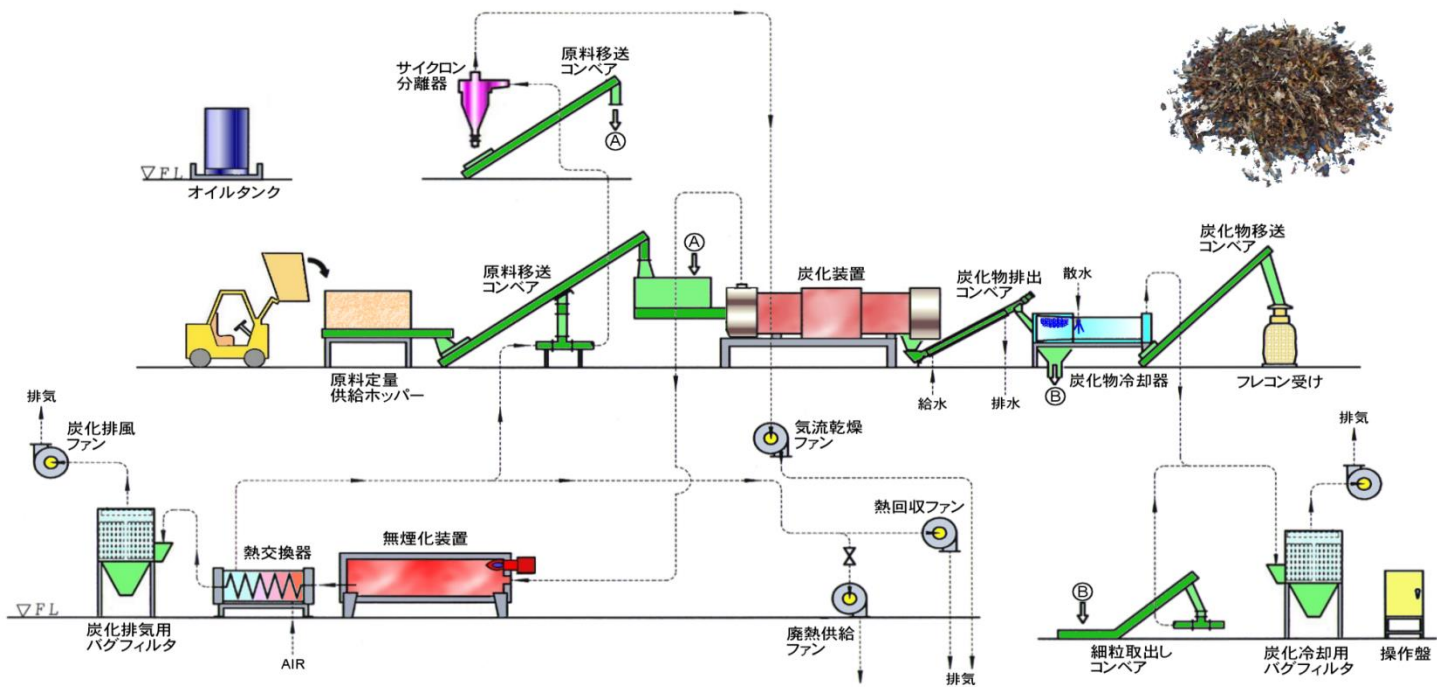 サイクロン
分離器
原料移送
コンベア
Ⓐ
▽FL
オイルタンク
原料移送
コンベア
Ⓐ
炭化装置
炭化物排出
コンベア
散水
炭化物移送
コンベア
原料定量
供給ホッパー
給水
排水
炭化物冷却器
Ⓑ
フレコン受け
排気
炭化排風
ファン
気流乾燥
ファン
排気
熱回収ファン
熱交換器
無煙化装置
▽FL
炭化排気用
バグフィルタ
AIR
廃熱供給
ファン
排気
Ⓑ
細粒取出し
コンベア
炭化冷却用
バグフィルタ
操作盤